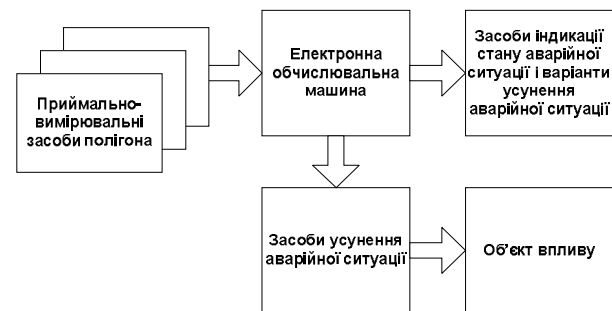 Приймально-
вимірювальні
засоби полігона
Електронна
обчислювальна
машина
Засоби індикації
стану аварійної
ситуації і варіанти
усунення
аварійної ситуації
Засоби усунення
аварійної ситуації
Об'єкт впливу